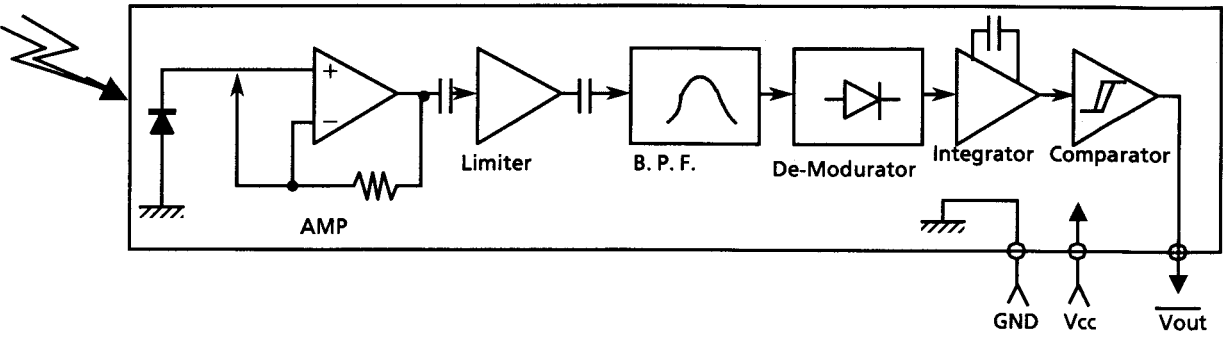 +
−
AMP
Limiter
B. P. F.
De-Modurator
Integrator
Comparator
GND
Vcc
Vout